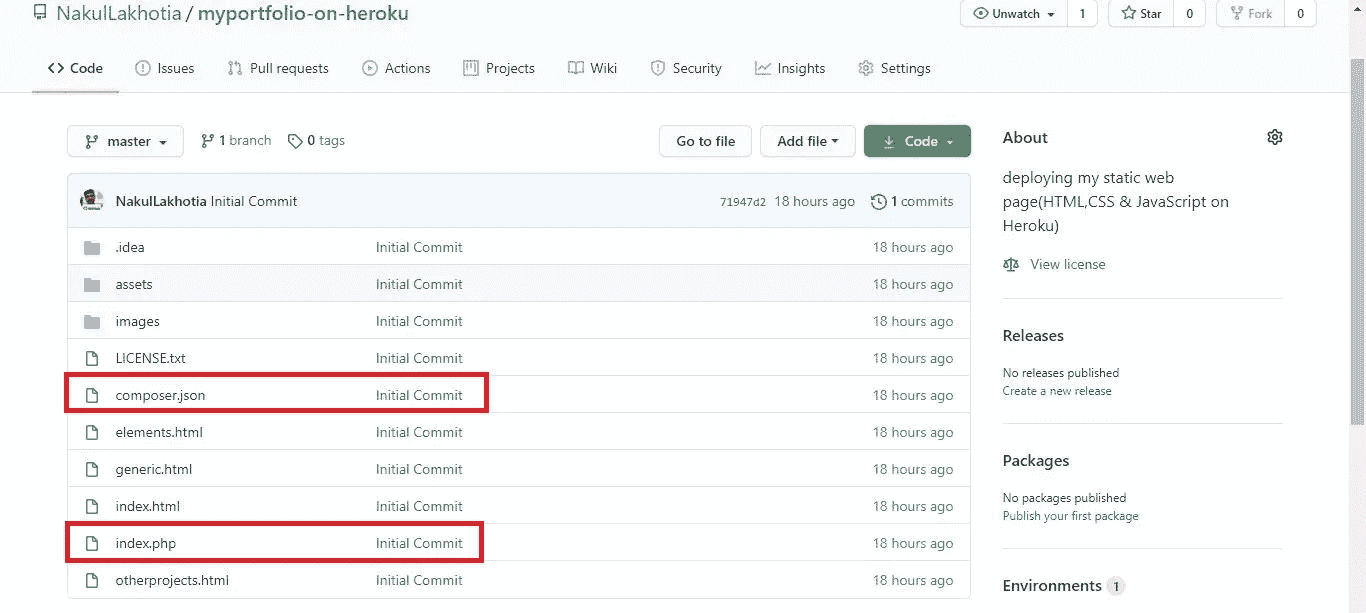 NakulLakhotia / myportfolio-on-heroku
Unwatch 1 Star 0 Fork 0
Code Issues Pull requests Actions Projects Wiki Security Insights Settings
master 1 branch 0 tags Go to file Add file Code
NakulLakhotia Initial Commit 71947d2 18 hours ago 1 commits
.idea Initial Commit 18 hours ago
assets Initial Commit 18 hours ago
images Initial Commit 18 hours ago
LICENSE.txt Initial Commit 18 hours ago
composer.json Initial Commit 18 hours ago
elements.html Initial Commit 18 hours ago
generic.html Initial Commit 18 hours ago
index.html Initial Commit 18 hours ago
index.php Initial Commit 18 hours ago
otherprojects.html Initial Commit 18 hours ago
About
deploying my static web
page(HTML,CSS & JavaScript on
Heroku)
View license
Releases
No releases published
Create a new release
Packages
No packages published
Publish your first package
Environments 1